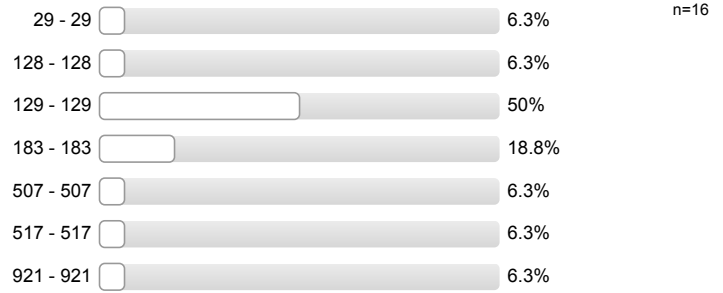 29 - 29 6.3% n=16
128 - 128 6.3%
129 - 129 50%
183 - 183 18.8%
507 - 507 6.3%
517 - 517 6.3%
921 - 921 6.3%